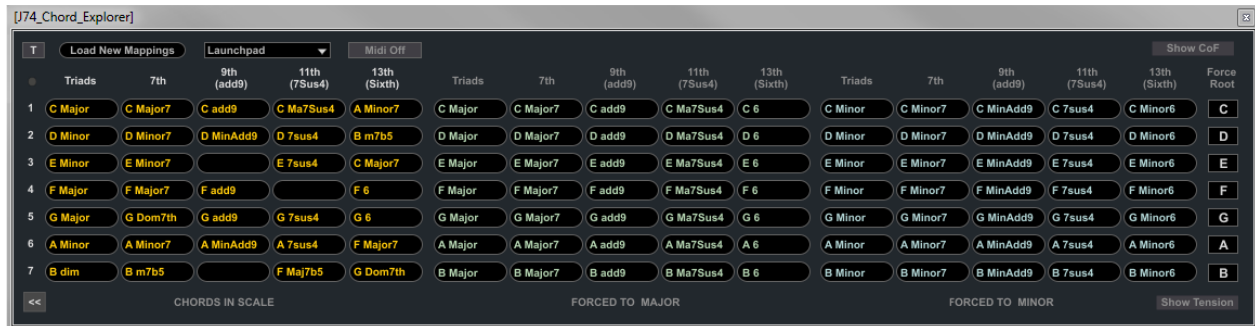 [J74_Chord_Explorer]
T Load New Mappings Launchpad Midi Off Show CoF
Triads 7th 9th (add9) 11th (7Sus4) 13th (Sixth) Triads 7th 9th (add9) 11th (7Sus4) 13th (Sixth) Triads 7th 9th (add9) 11th (7Sus4) 13th (Sixth) Force Root
1 C Major C Major7 C add9 C Ma7Sus4 A Minor7 C Major C Major7 C add9 C Ma7Sus4 C 6 C Minor C Minor7 C MinAdd9 C 7sus4 C Minor6 C
2 D Minor D Minor7 D MinAdd9 D 7sus4 B m7b5 D Major D Major7 D add9 D Ma7Sus4 D 6 D Minor D Minor7 D MinAdd9 D 7sus4 D Minor6 D
3 E Minor E Minor7 E 7sus4 C Major7 E Major E Major7 E add9 E Ma7Sus4 E 6 E Minor E Minor7 E MinAdd9 E 7sus4 E Minor6 E
4 F Major F Major7 F add9 F 6 F Major F Major7 F add9 F Ma7Sus4 F 6 F Minor F Minor7 F MinAdd9 F 7sus4 F Minor6 F
5 G Major G Dom7th G add9 G 7sus4 G 6 G Major G Major7 G add9 G Ma7Sus4 G 6 G Minor G Minor7 G MinAdd9 G 7sus4 G Minor6 G
6 A Minor A Minor7 A MinAdd9 A 7sus4 F Major7 A Major A Major7 A add9 A Ma7Sus4 A 6 A Minor A Minor7 A MinAdd9 A 7sus4 A Minor6 A
7 B dim B m7b5 F Maj7b5 G Dom7th B Major B Major7 B add9 B Ma7Sus4 B 6 B Minor B Minor7 B MinAdd9 B 7sus4 B Minor6 B
<< CHORDS IN SCALE FORCED TO MAJOR FORCED TO MINOR Show Tension